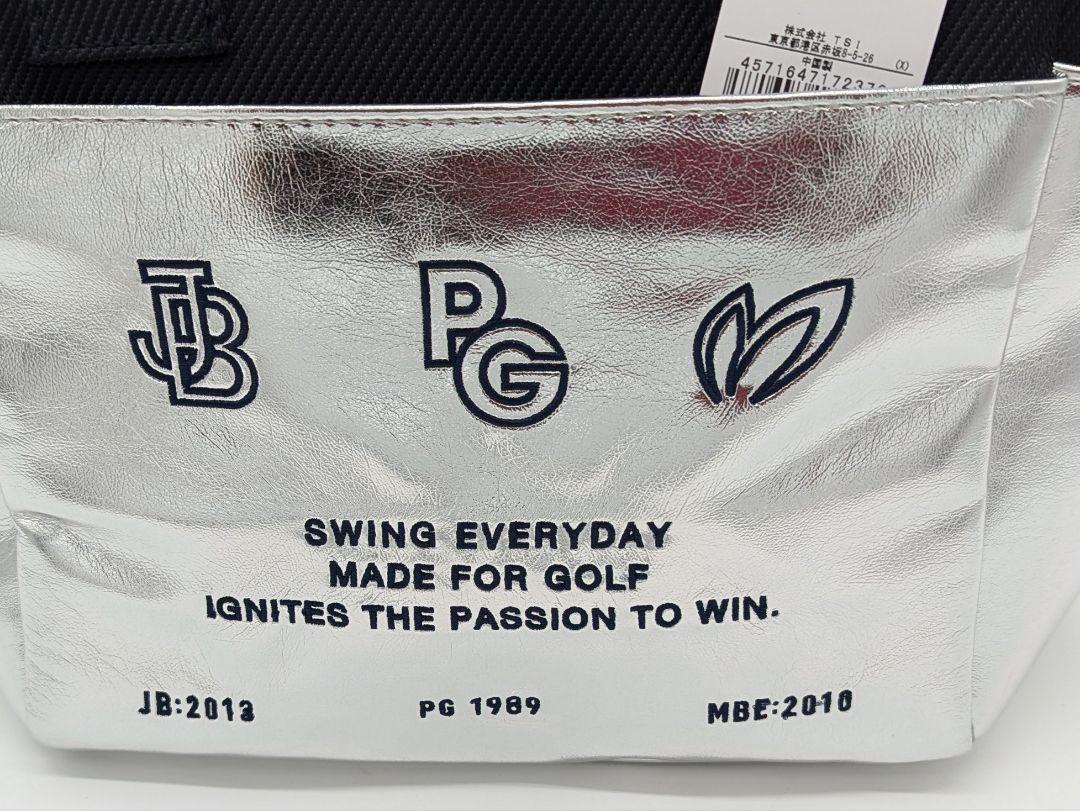 株式会社 TSI
東京都港区赤坂8-5-26 (X)
中国製
457164717237
JB
PG
SWING EVERYDAY
MADE FOR GOLF
IGNITES THE PASSION TO WIN.
JB:2013
PG 1989
MBE:2010